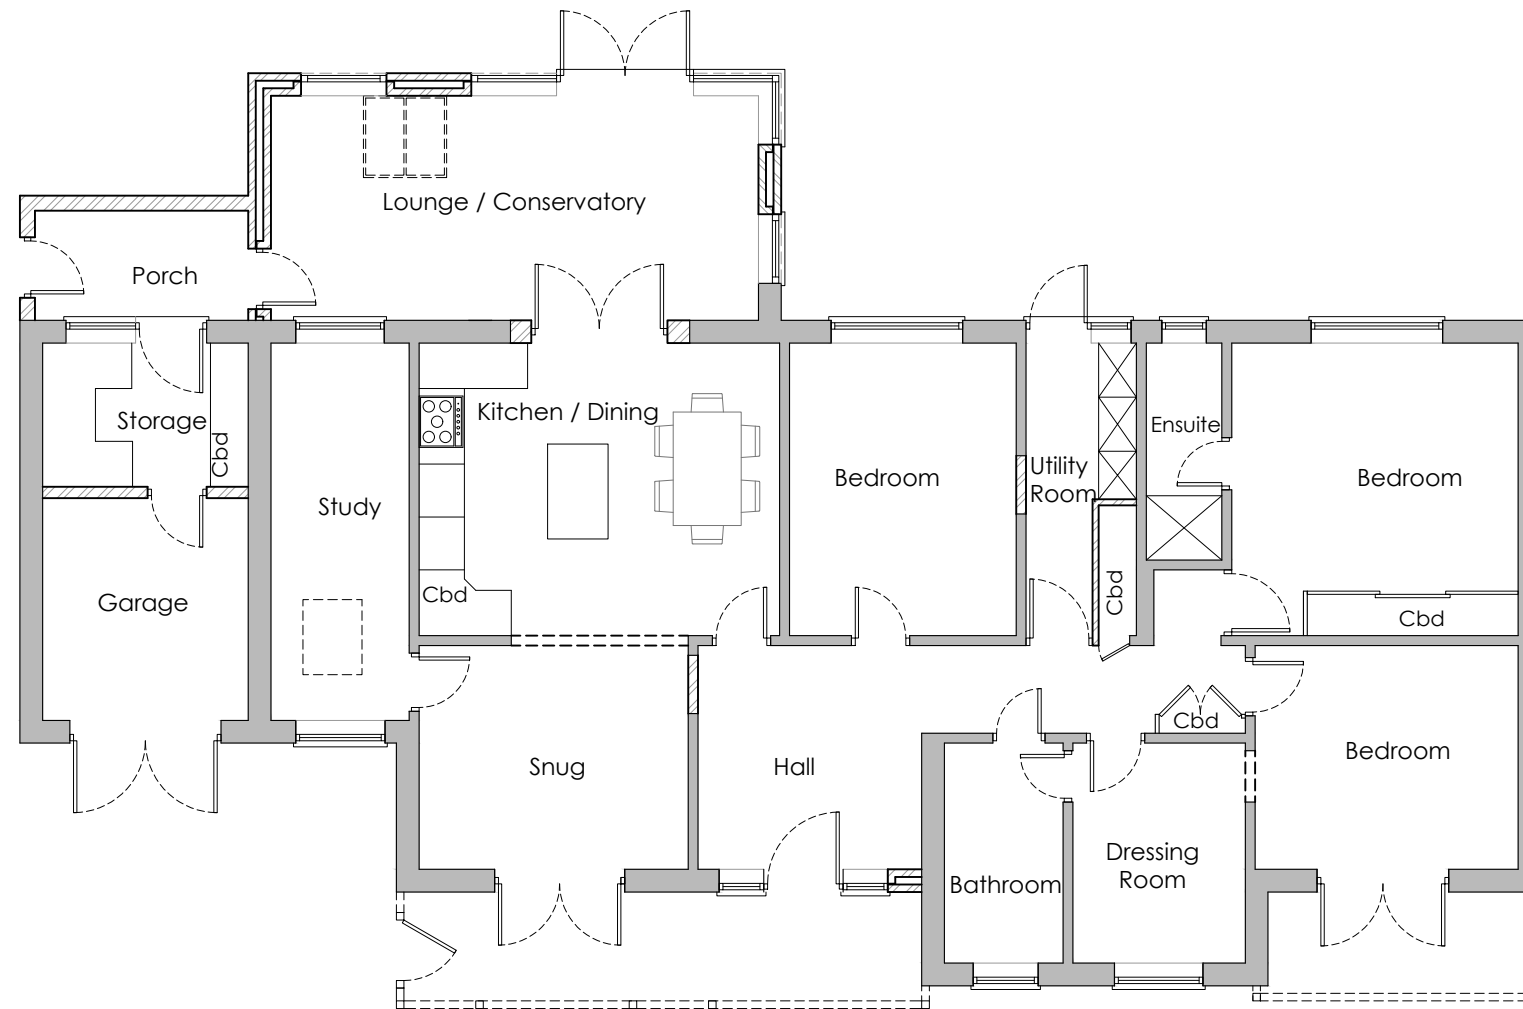 Lounge / Conservatory
Porch
Storage
Cbd
Kitchen / Dining
Ensuite
Utility
Room
Bedroom
Bedroom
Study
Garage
Cbd
Cbd
Cbd
Cbd
Snug
Hall
Bedroom
Bathroom
Dressing
Room